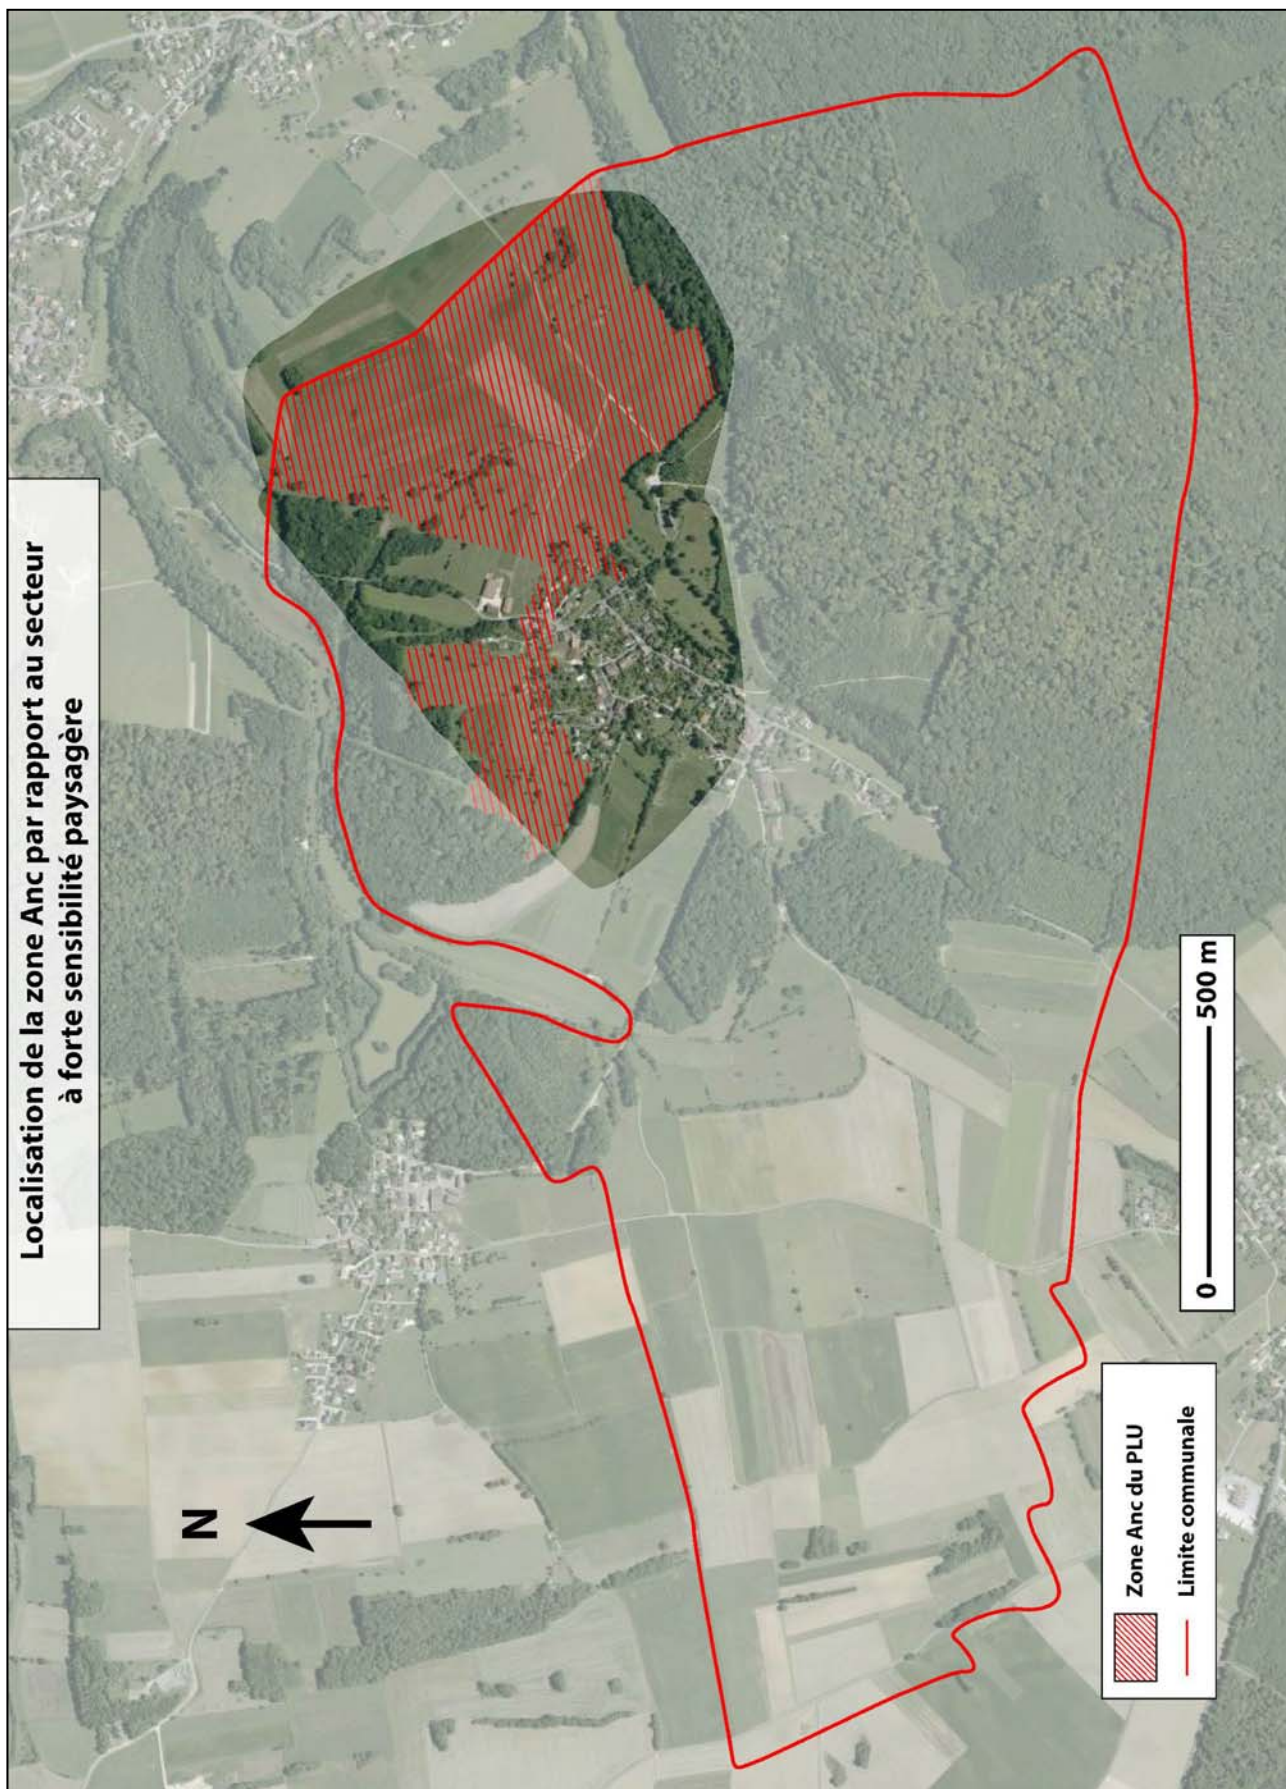 Localisation de la zone Anc par rapport au secteur
à forte sensibilité paysagère
N
Zone Anc du PLU
Limite communale
0 500 m